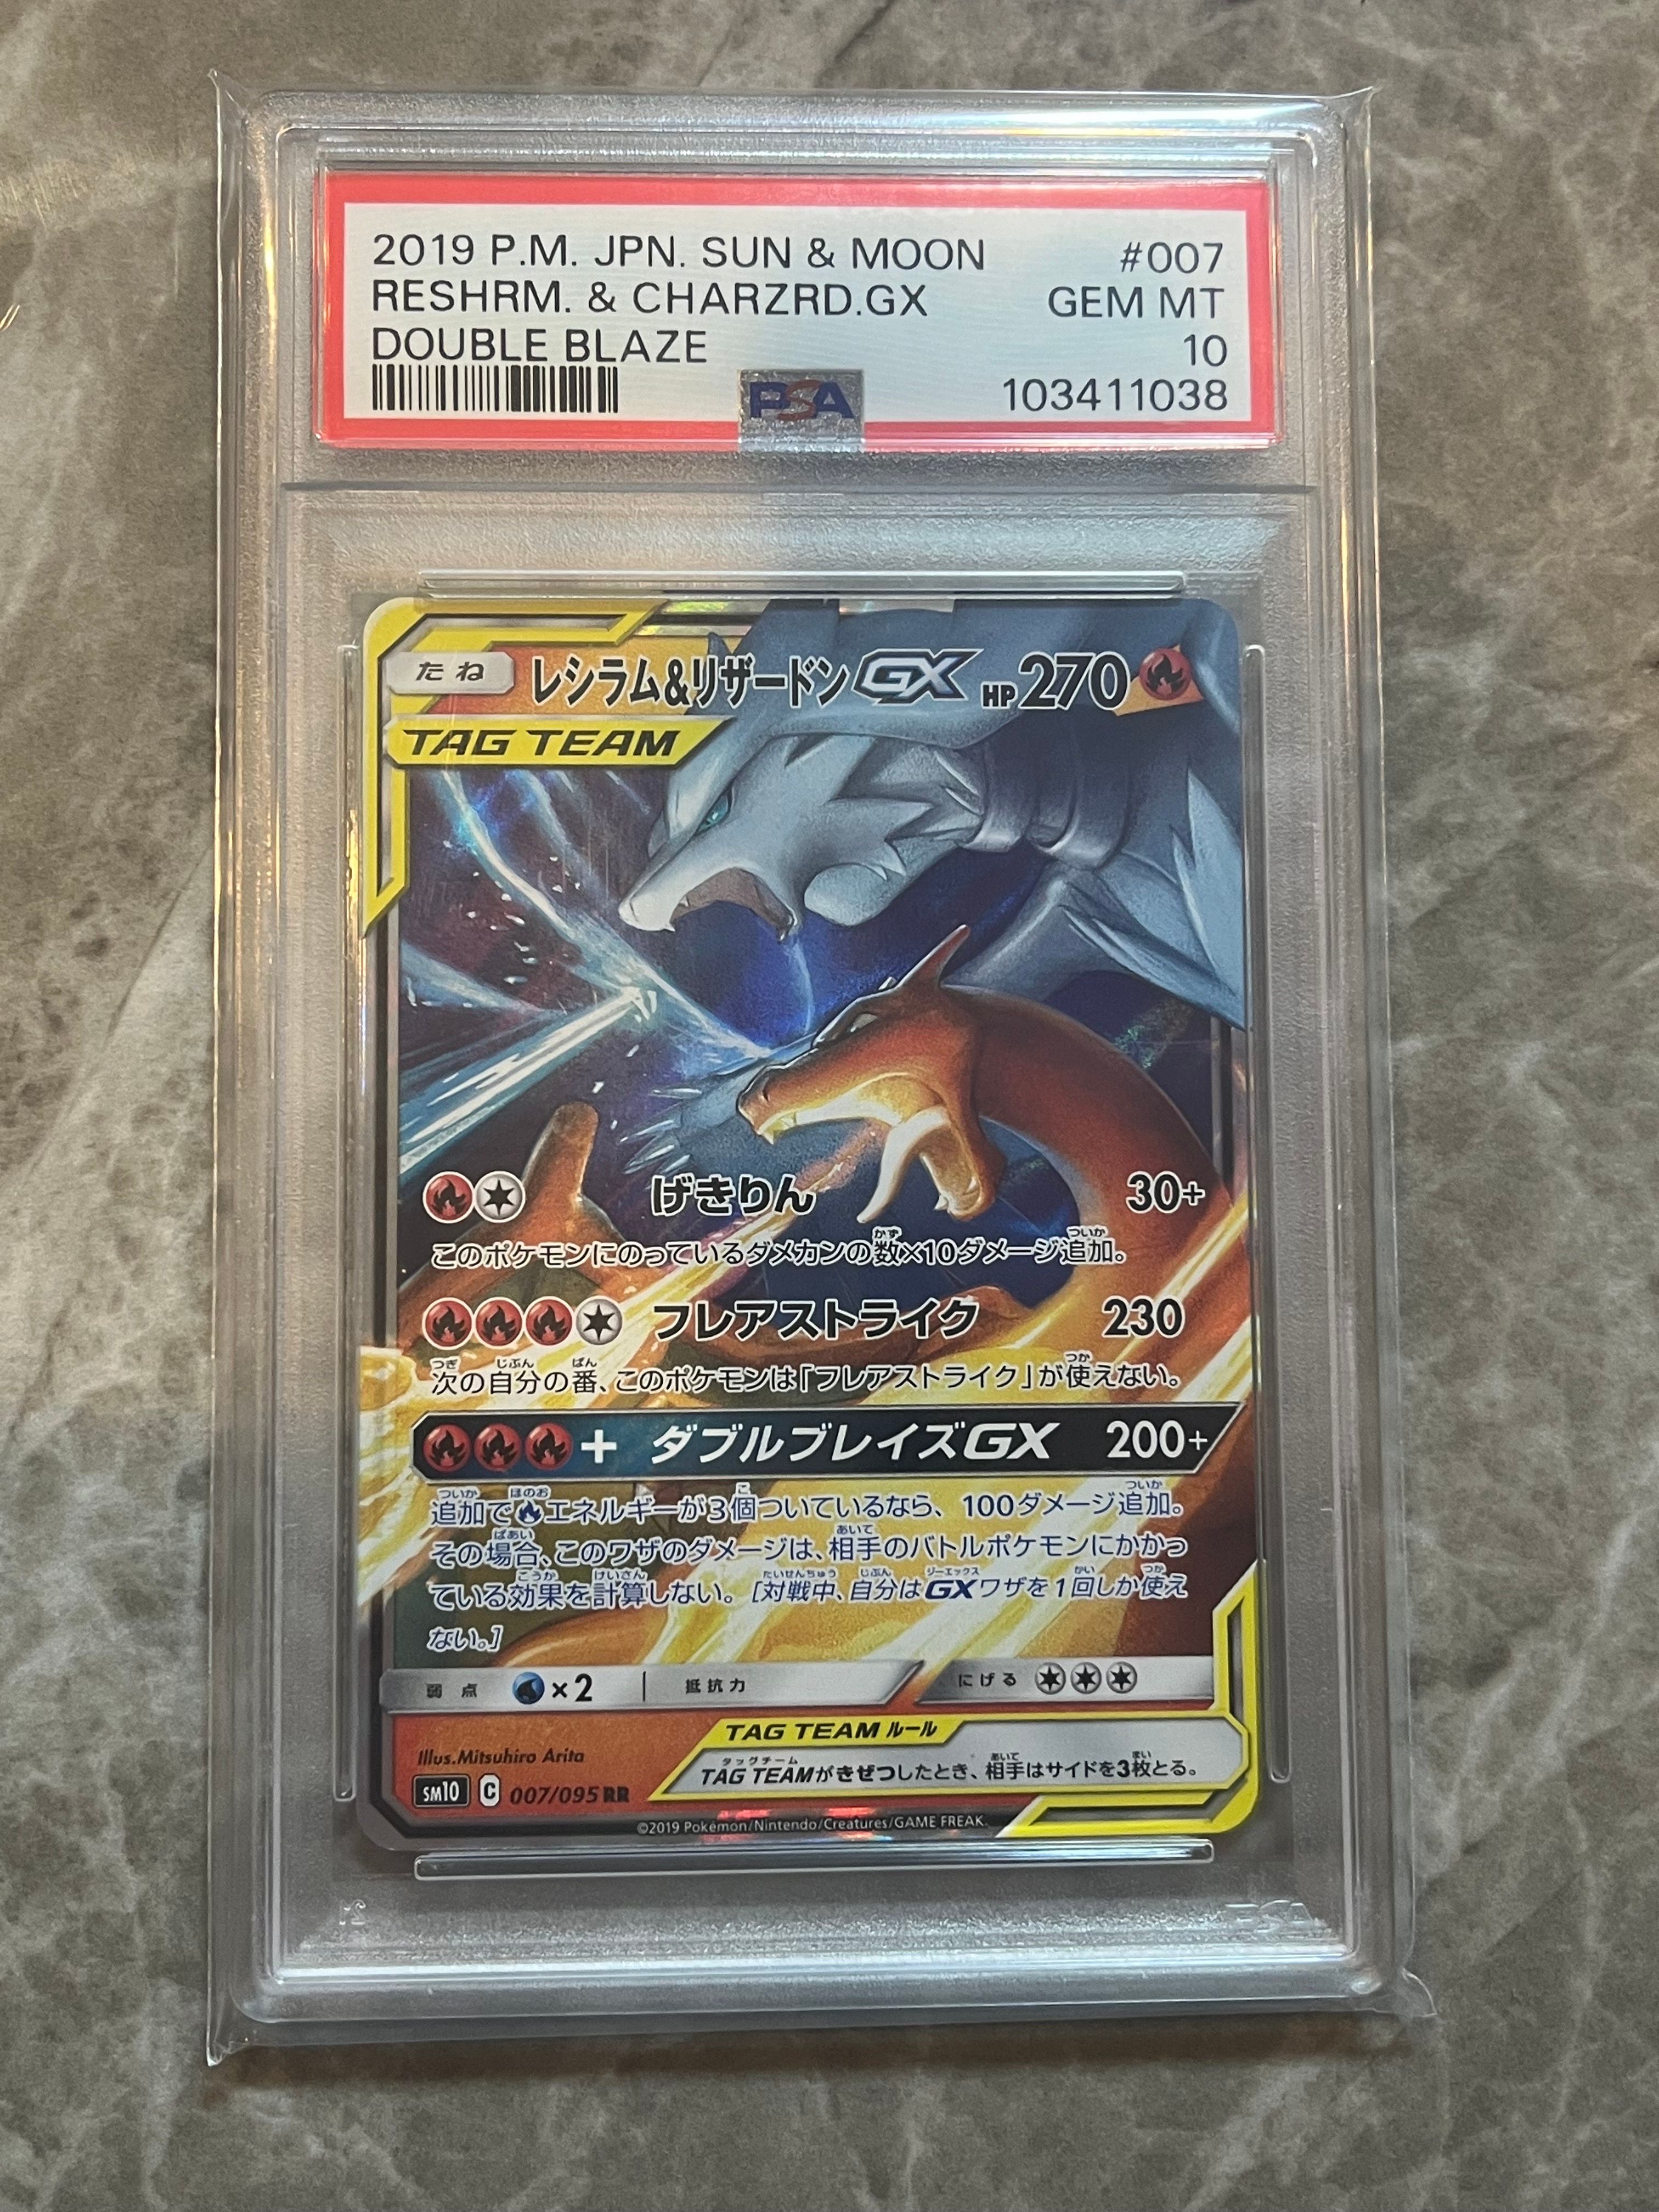 2019 P.M. JPN. SUN & MOON #007
RESHRM. & CHARZRD.GX GEM MT
DOUBLE BLAZE 10
PSA 103411038
たね レシラム&リザードンGX HP270
TAG TEAM
げきりん 30+
このポケモンにのっているダメカンの数×10ダメージ追加。
フレアストライク 230
次の自分の番、このポケモンは「フレアストライク」が使えない。
+ ダブルブレイズGX 200+
追加でエネルギーが3個ついているなら、100ダメージ追加。
その場合、このワザのダメージは、相手のバトルポケモンにかかっ
ている効果を計算しない。[対戦中、自分はGXワザを1回しか使え
ない。]
弱点 ×2 抵抗力 にげる
TAG TEAM ルール
Illus.Mitsuhiro Arita
TAG TEAMがきぜつしたとき、相手はサイドを3枚とる。
SM10 C 007/095 RR
©2019 Pokémon/Nintendo/Creatures/GAME FREAK.